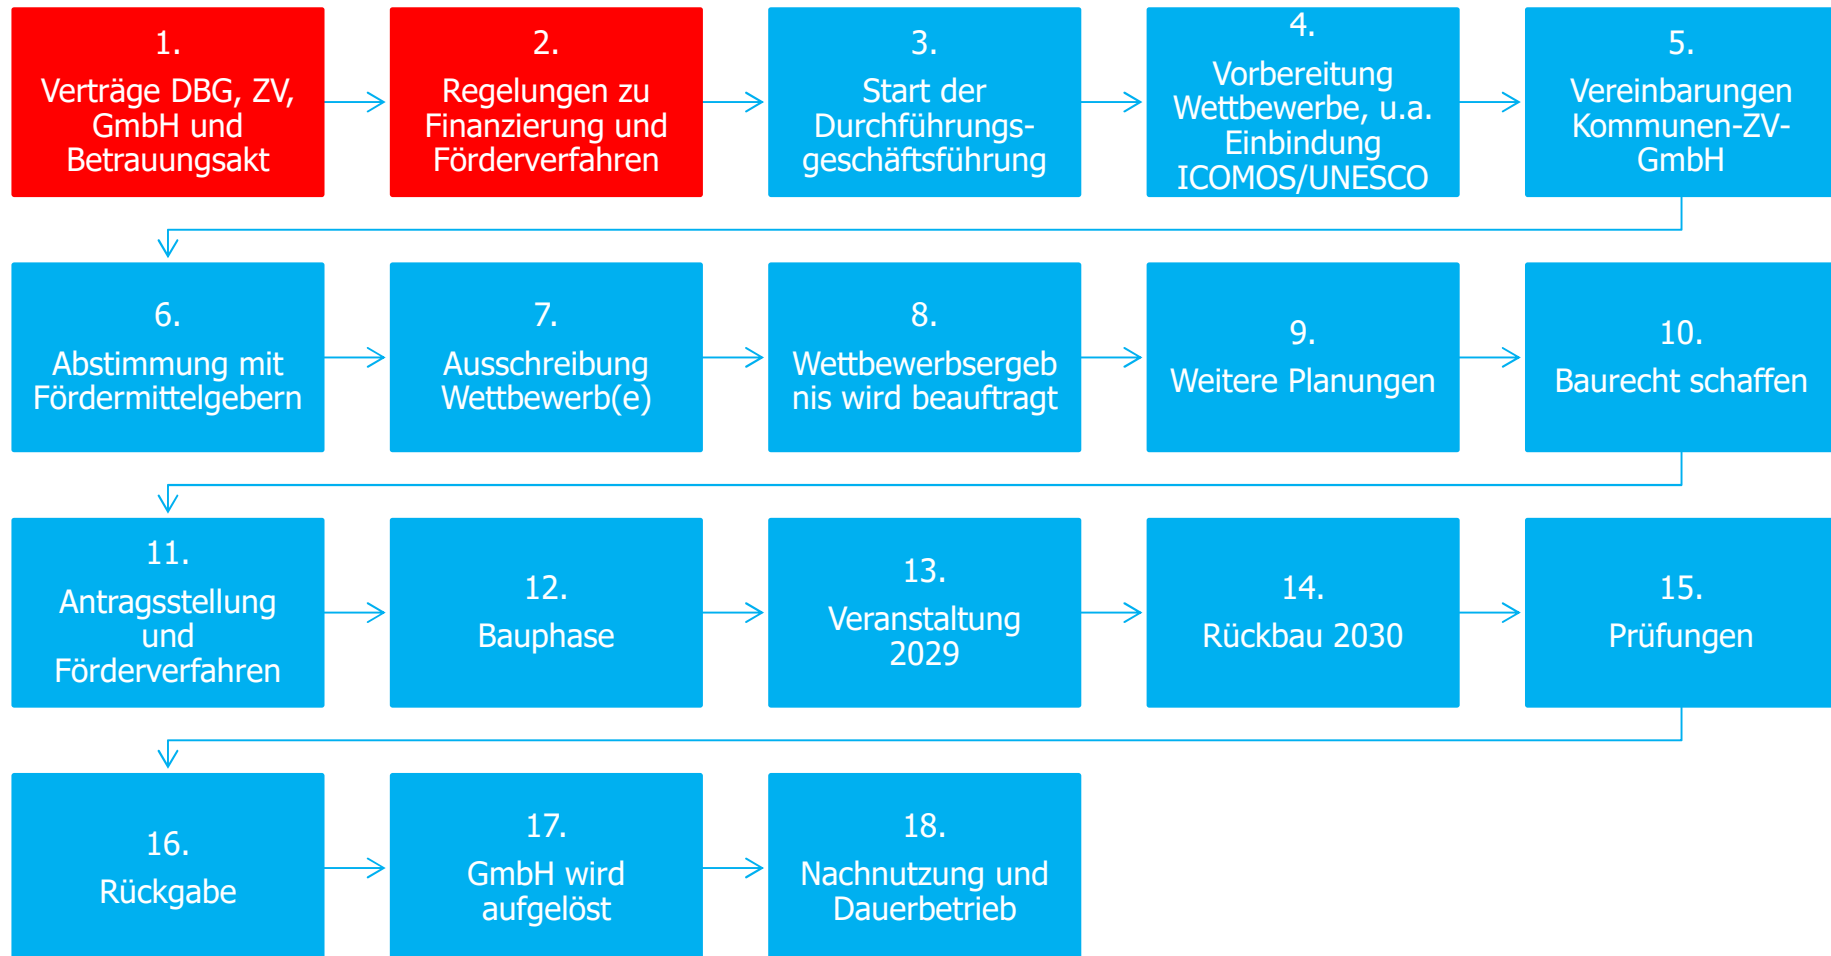 1.
Verträge DBG, ZV,
GmbH und
Betrauungsakt
2.
Regelungen zu
Finanzierung und
Förderverfahren
3.
Start der
Durchführungs-
geschäftsführung
4.
Vorbereitung
Wettbewerbe, u.a.
Einbindung
ICOMOS/UNESCO
5.
Vereinbarungen
Kommunen-ZV-
GmbH
6.
Abstimmung mit
Fördermittelgebern
7.
Ausschreibung
Wettbewerb(e)
8.
Wettbewerbsergeb
nis wird beauftragt
9.
Weitere Planungen
10.
Baurecht schaffen
11.
Antragsstellung
und
Förderverfahren
12.
Bauphase
13.
Veranstaltung
2029
14.
Rückbau 2030
15.
Prüfungen
16.
Rückgabe
17.
GmbH wird
aufgelöst
18.
Nachnutzung und
Dauerbetrieb